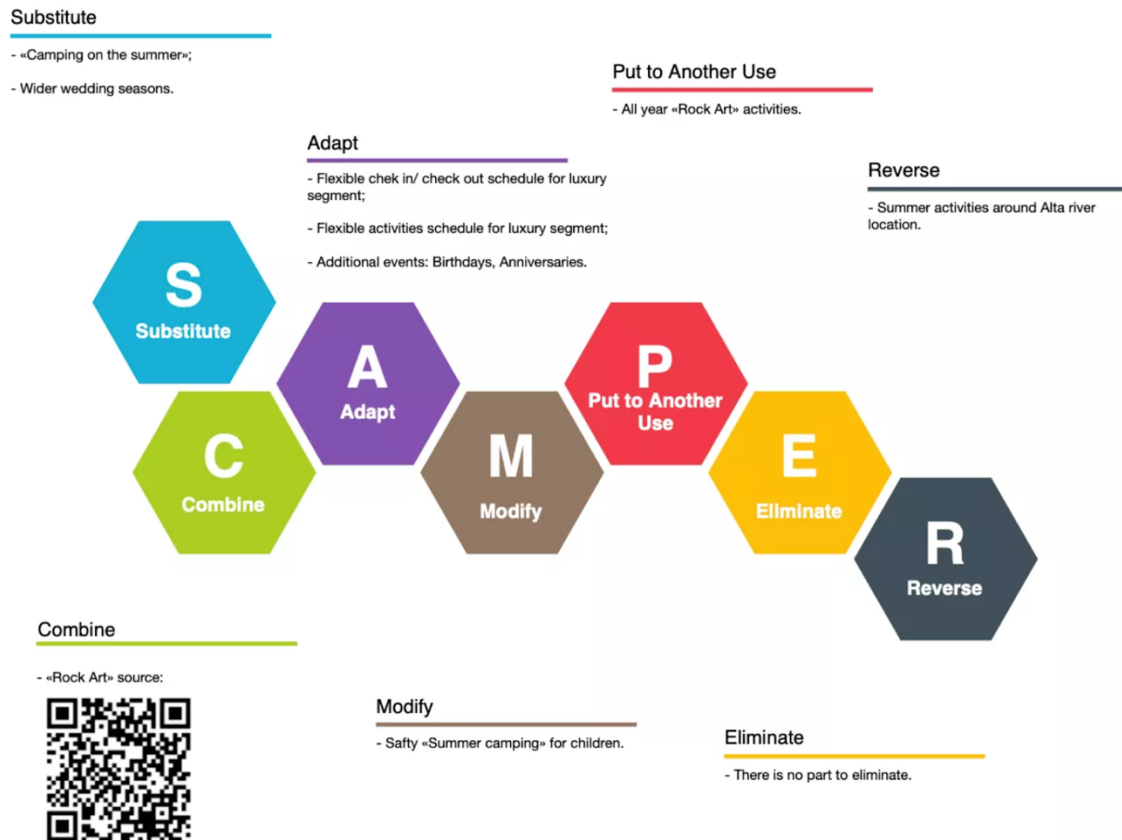 Substitute
- «Camping on the summer»;
- Wider wedding seasons.
Put to Another Use
- All year «Rock Art» activities.
Adapt
- Flexible chek in/ check out schedule for luxury
segment;
- Flexible activities schedule for luxury segment;
- Additional events: Birthdays, Anniversaries.
Reverse
- Summer activities around Alta river
location.
S
Substitute
A
Adapt
P
Put to Another
Use
C
Combine
M
Modify
E
Eliminate
R
Reverse
Combine
- «Rock Art» source:
Modify
- Safty «Summer camping» for children.
Eliminate
- There is no part to eliminate.